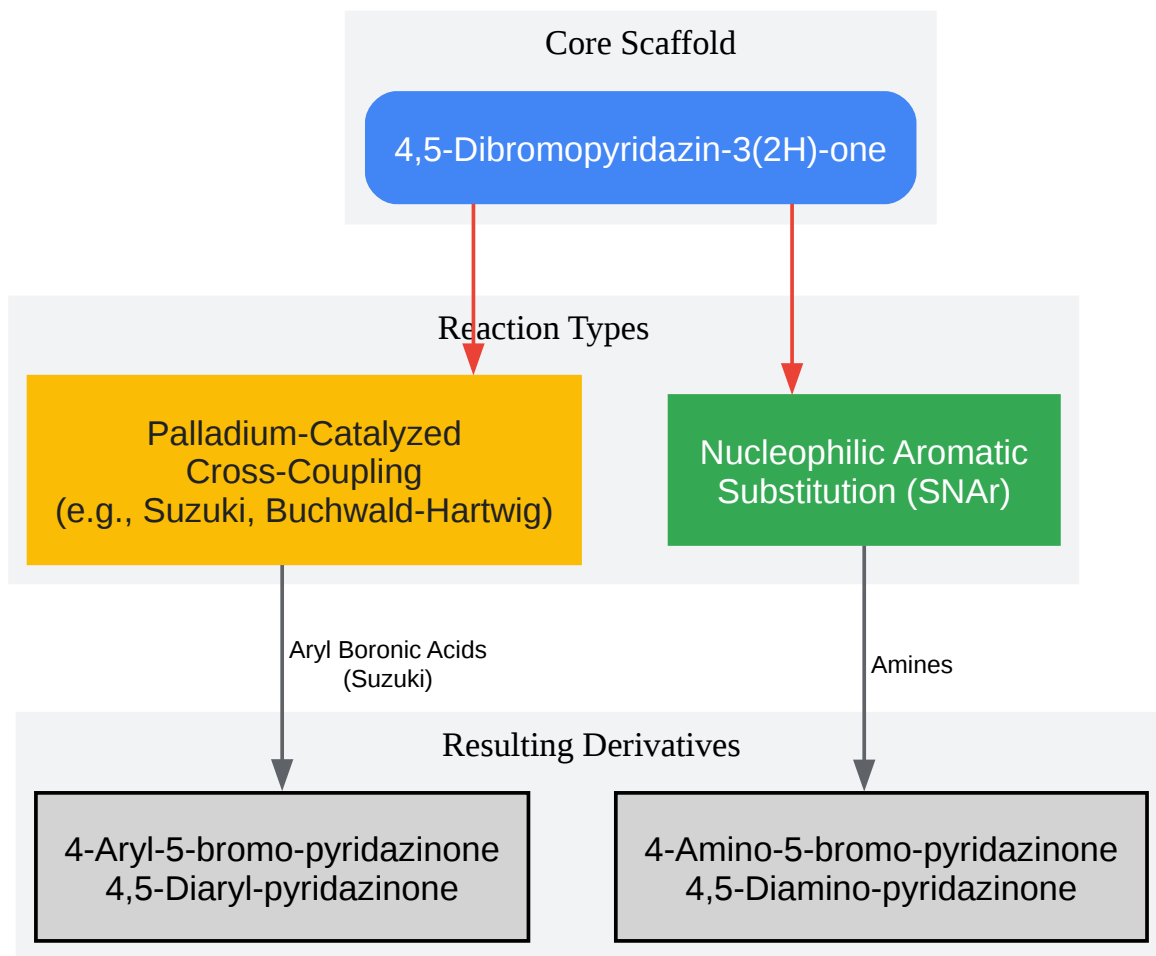 Core Scaffold
4,5-Dibromopyridazin-3(2H)-one
Reaction Types
Palladium-Catalyzed
Cross-Coupling
(e.g., Suzuki, Buchwald-Hartwig)
Nucleophilic Aromatic
Substitution (SNAr)
Aryl Boronic Acids
(Suzuki)
Amines
Resulting Derivatives
4-Aryl-5-bromo-pyridazinone
4,5-Diaryl-pyridazinone
4-Amino-5-bromo-pyridazinone
4,5-Diamino-pyridazinone